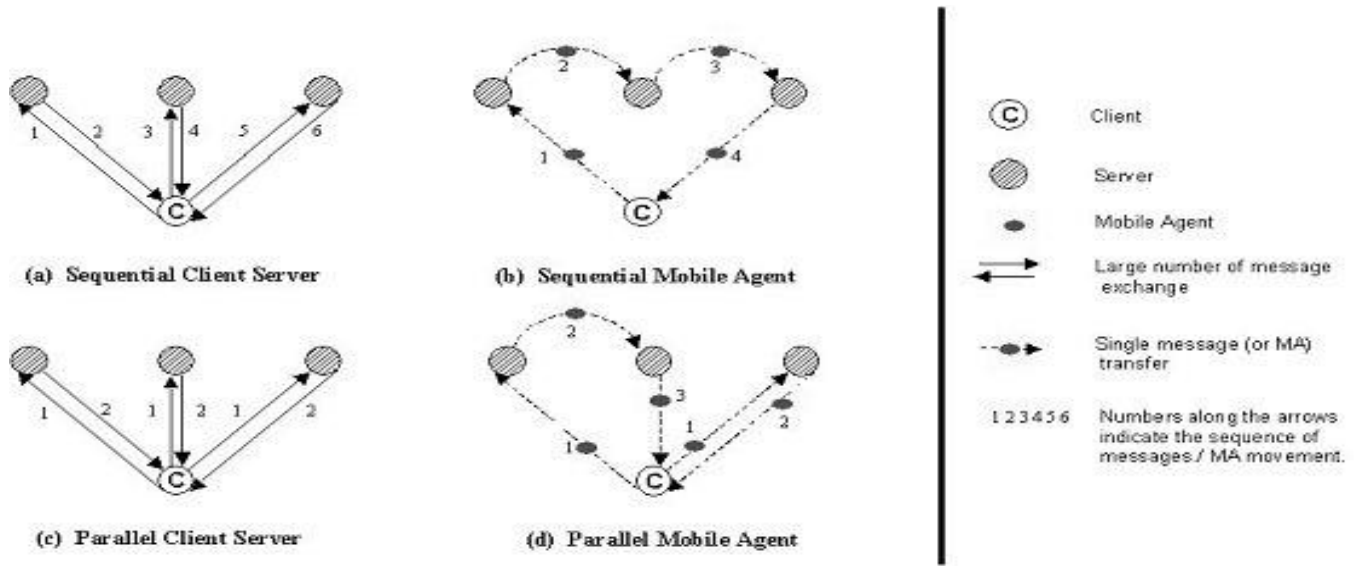 1
2
3
4
5
6
C
(a) Sequential Client Server
2
3
1
4
C
(b) Sequential Mobile Agent
1
2
1
2
1
2
C
(c) Parallel Client Server
2
3
1
1
2
C
(d) Parallel Mobile Agent
C Client
Server
Mobile Agent
Large number of message
exchange
Single message (or MA)
transfer
1 2 3 4 5 6 Numbers along the arrows
indicate the sequence of
messages / MA movement.